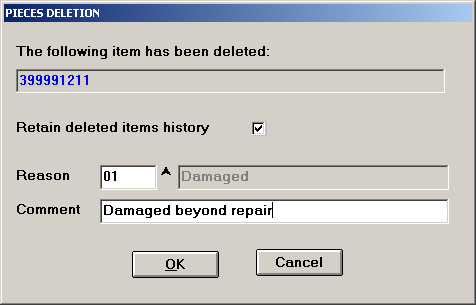 PIECES DELETION
The following item has been deleted:
399991211
Retain deleted items history
Reason 01 Damaged
Comment Damaged beyond repair
OK Cancel